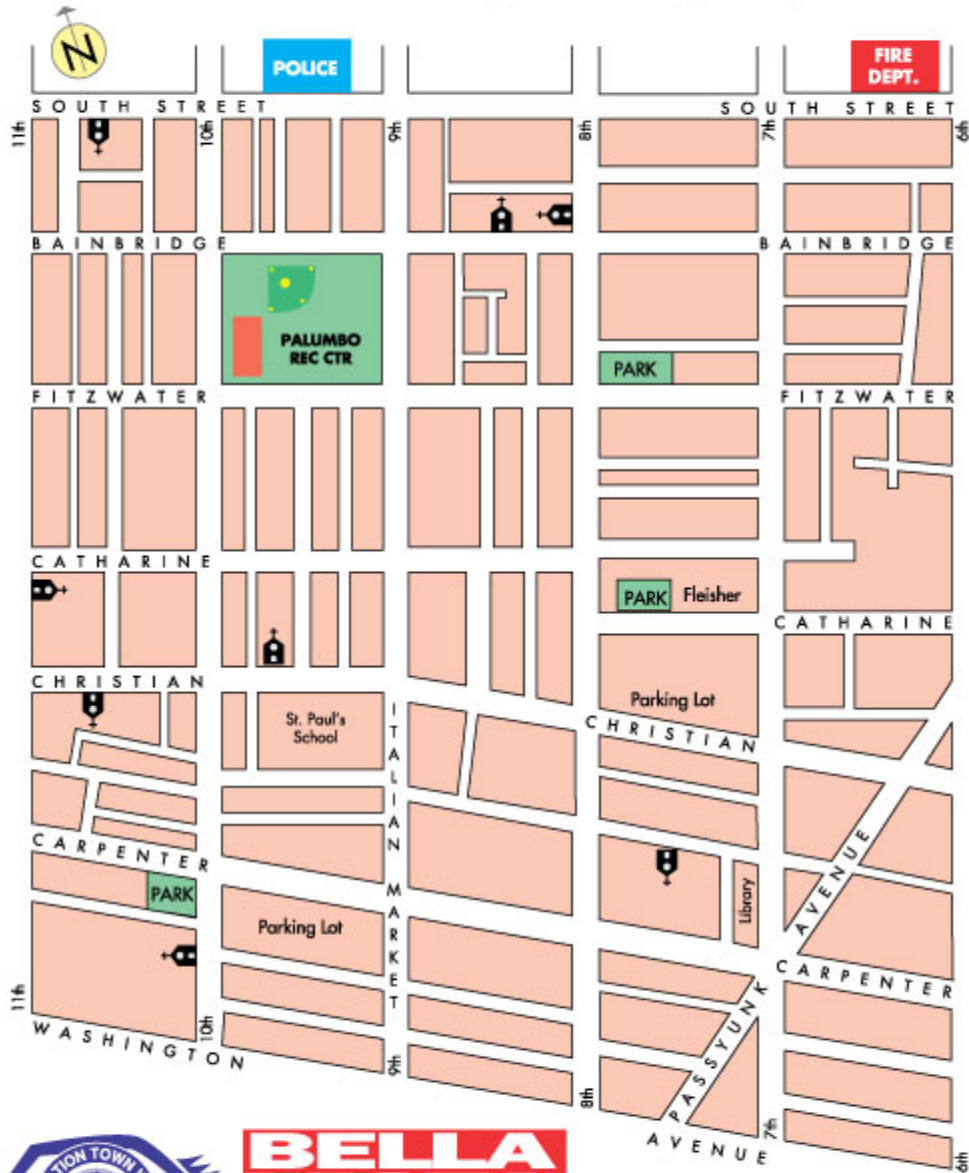 N
POLICE
FIRE
DEPT.
SOUTH STREET
SOUTH STREET
11th
10th
9th
8th
7th
6th
BAINBRIDGE
BAINBRIDGE
PALUMBO
REC CTR
PARK
FITZWATER
FITZWATER
CATHARINE
PARK
Fleisher
CATHARINE
CHRISTIAN
St. Paul's
School
ITALIAN MARKET
Parking Lot
CHRISTIAN
CARPENTER
PARK
Parking Lot
Library
PASSYUNK AVENUE
CARPENTER
11th
10th
9th
8th
7th
6th
WASHINGTON
AVENUE
TION TOWN
BELLA